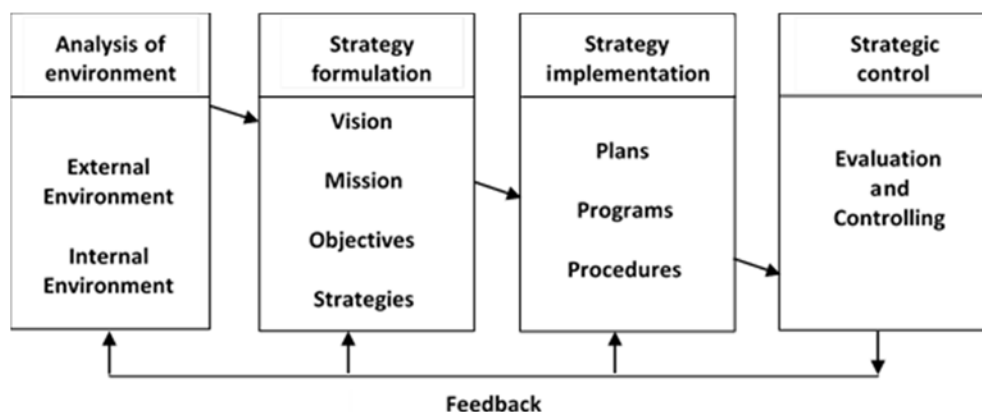 Analysis of
environment
External
Environment
Internal
Environment
Strategy
formulation
Vision
Mission
Objectives
Strategies
Strategy
implementation
Plans
Programs
Procedures
Strategic
control
Evaluation
and
Controlling
Feedback